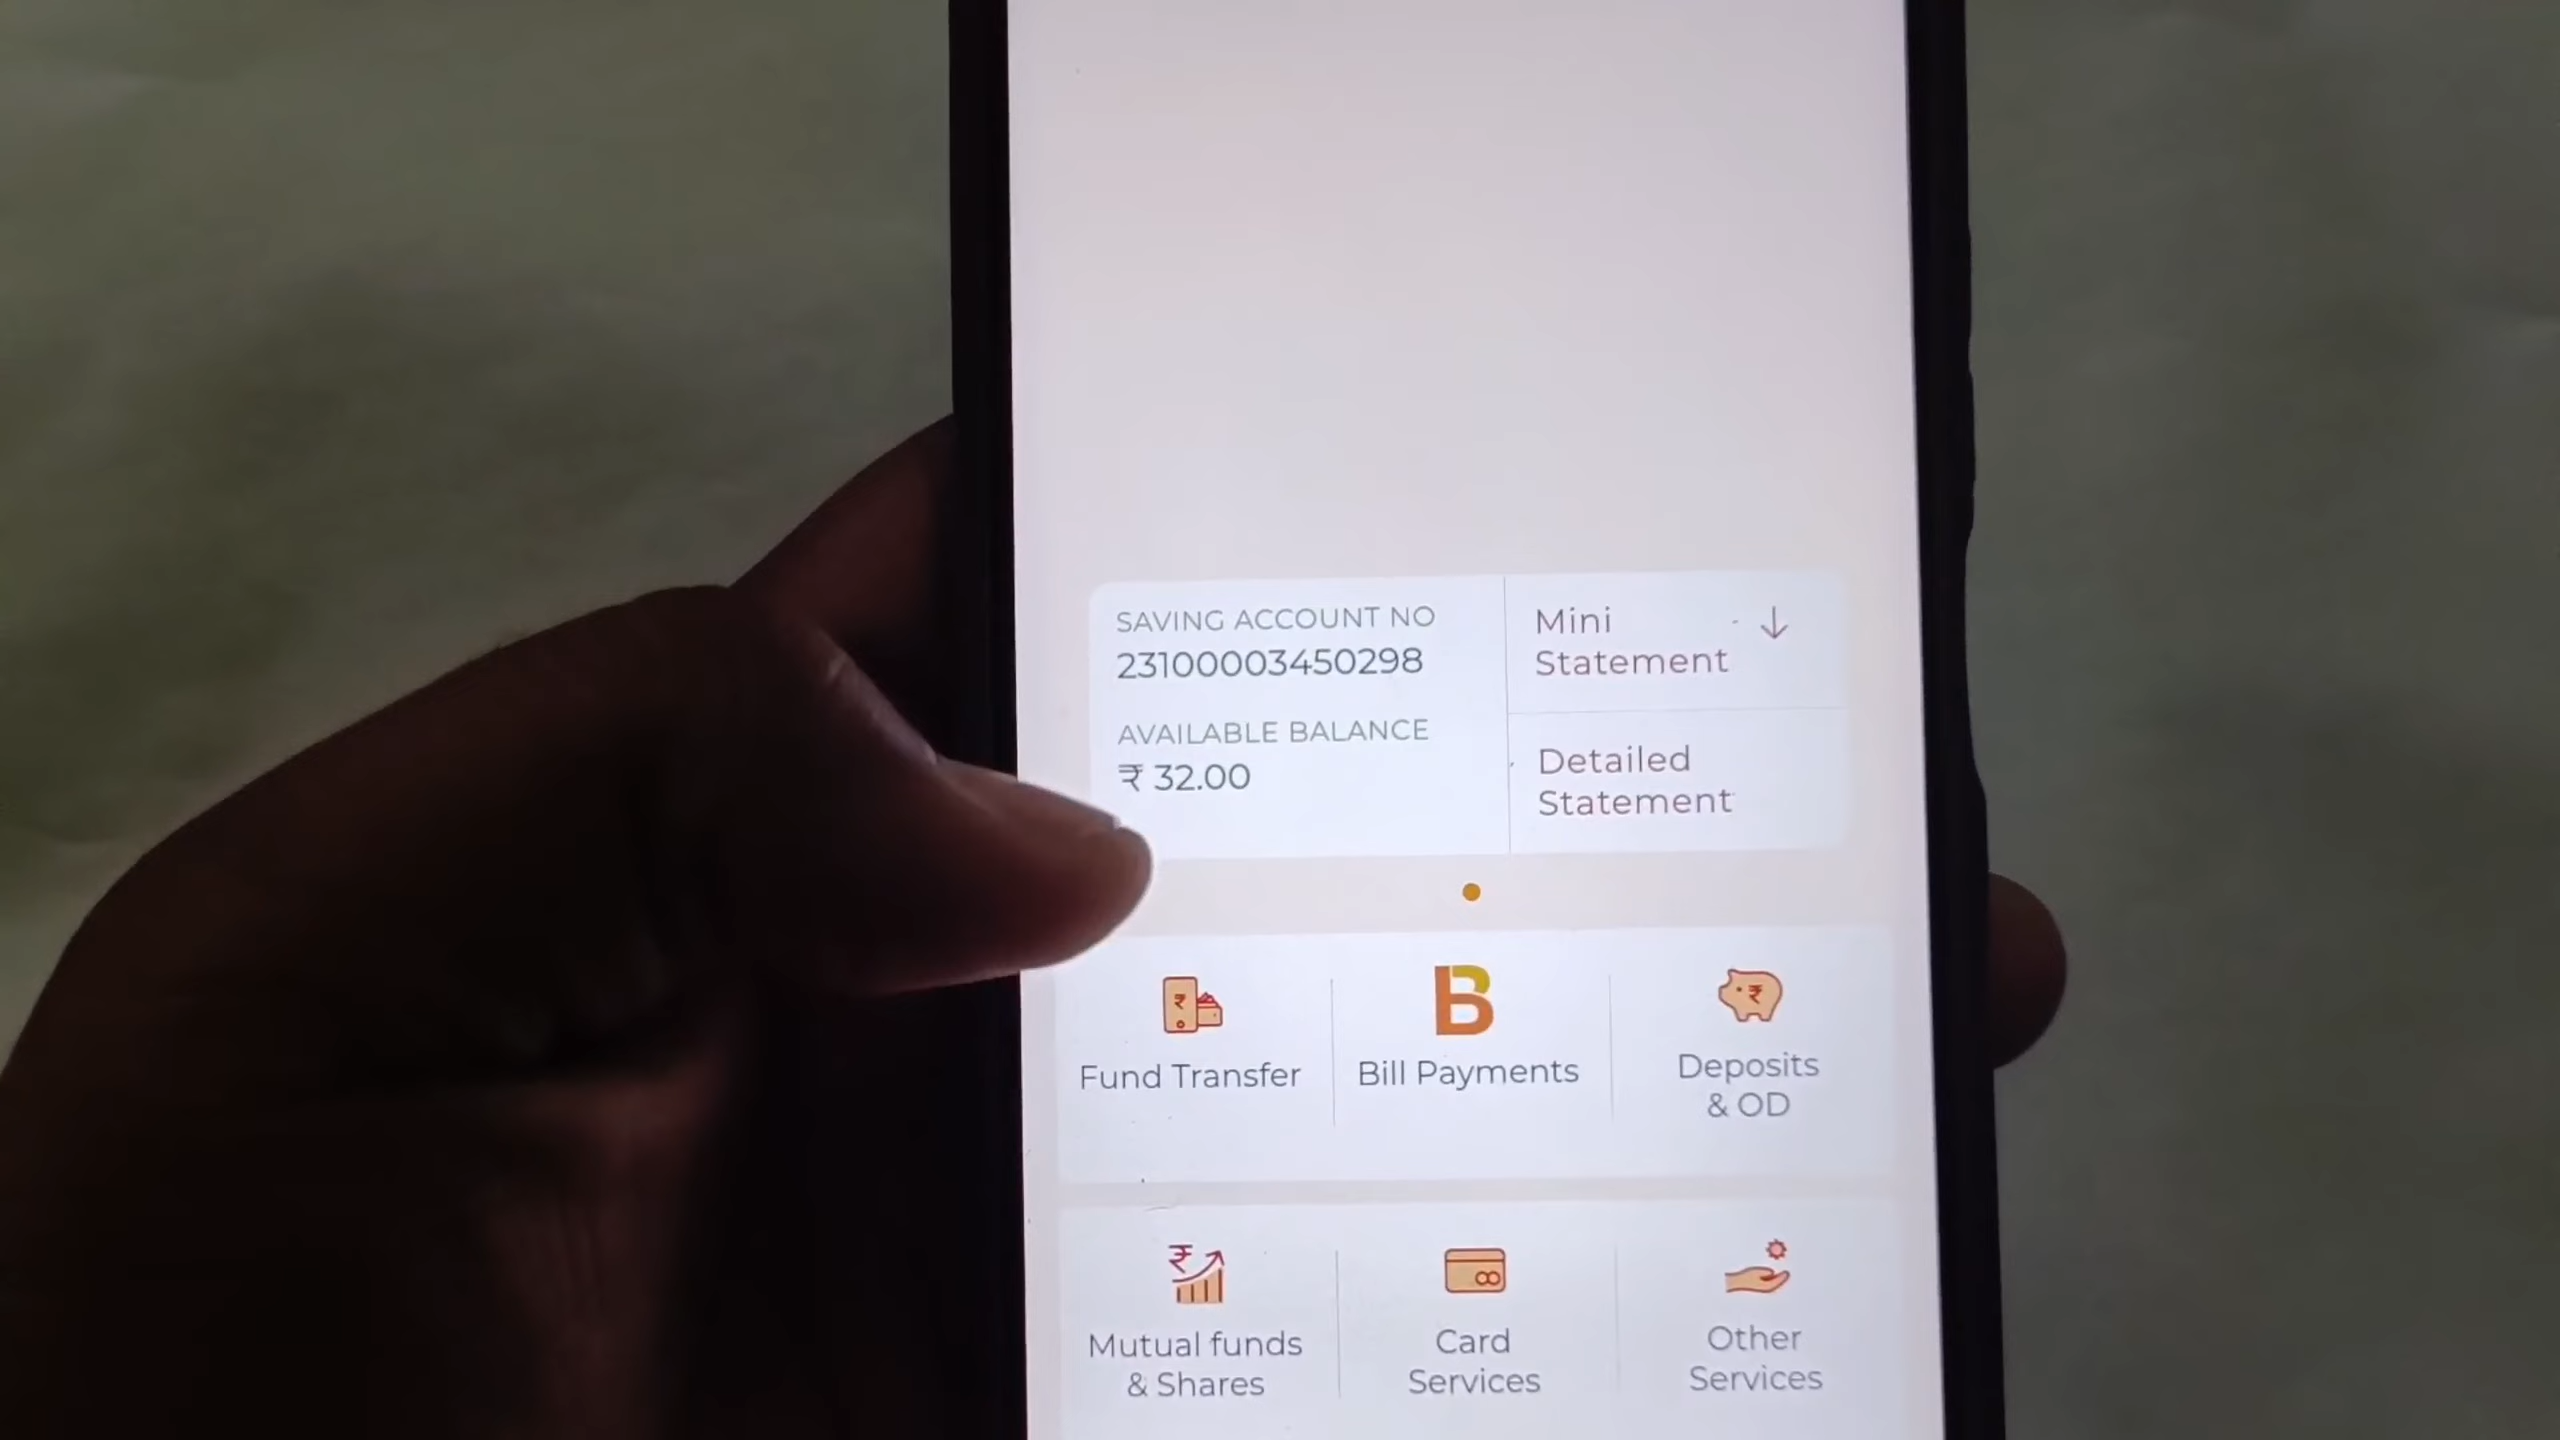 SAVING ACCOUNT NO
23100003450298
AVAILABLE BALANCE
₹ 32.00
Mini
Statement
Detailed
Statement
Fund Transfer
Bill Payments
Deposits
& OD
Mutual funds
& Shares
Card
Services
Other
Services